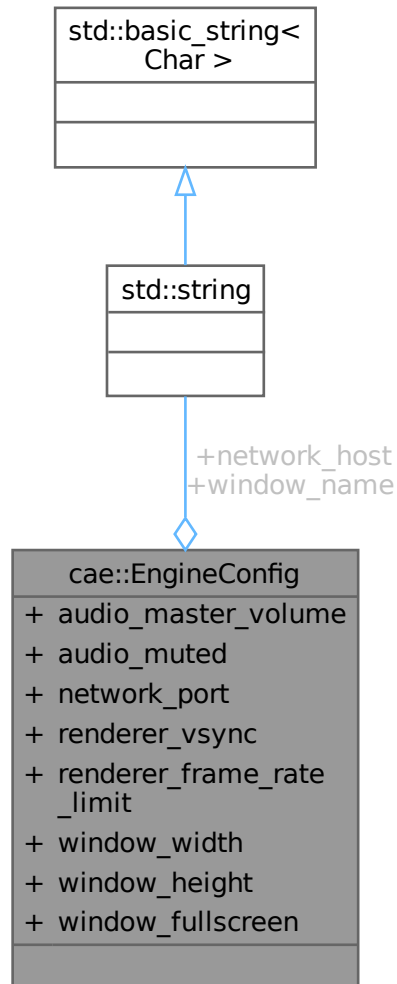 std::basic_string<
Char >
std::string
+network_host
+window_name
cae::EngineConfig
+ audio_master_volume
+ audio_muted
+ network_port
+ renderer_vsync
+ renderer_frame_rate
_limit
+ window_width
+ window_height
+ window_fullscreen